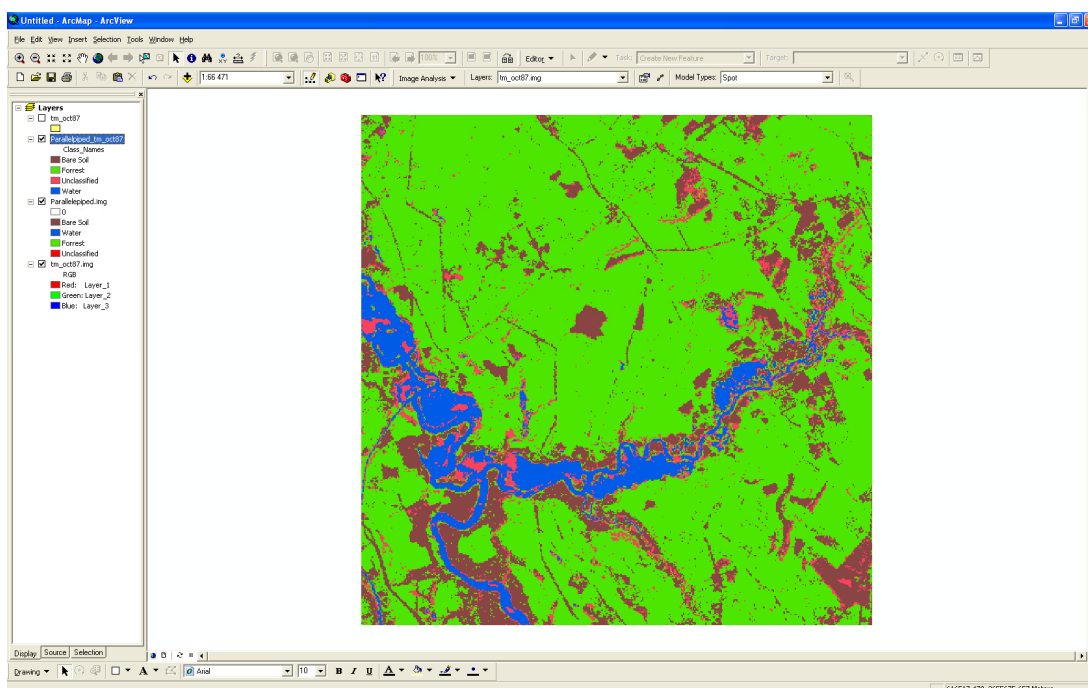 Untitled - ArcMap - ArcView
File Edit View Insert Selection Tools Window Help
100% Editor Task: Create New Feature Target:
1:66 471 Image Analysis Layers: tm_oct87.img Model Types: Spot
Layers
tm_oct87
Parallelpiped_tm_oct87
Class_Names
Bare Soil
Forrest
Unclassified
Water
Parallelpiped.img
0
Bare Soil
Water
Forrest
Unclassified
tm_oct87.img
RGB
Red: Layer_1
Green: Layer_2
Blue: Layer_3
Display Source Selection
Drawing A Arial 10 B I U A